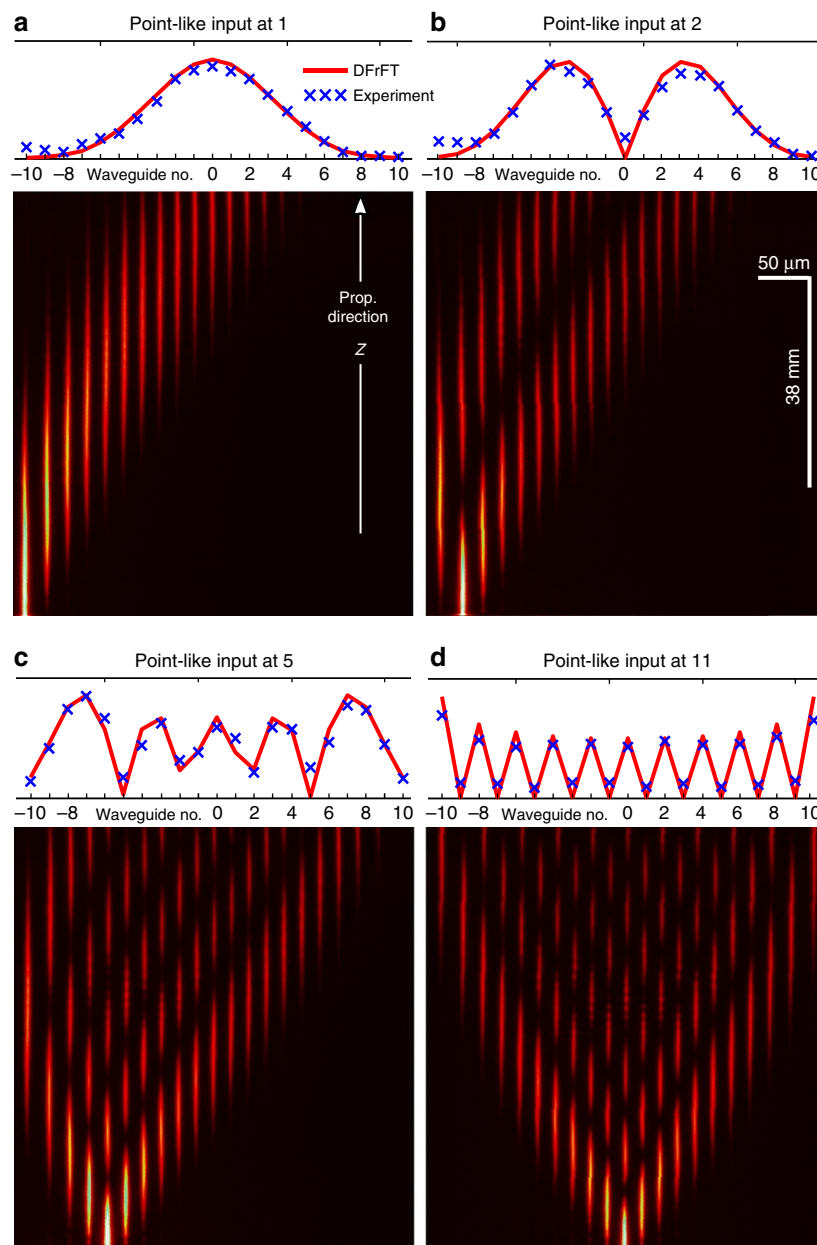 a Point-like input at 1
DFrFT
××× Experiment
−10 −8 Waveguide no. 0 2 4 6 8 10
Prop.
direction
Z
b Point-like input at 2
−10 −8 Waveguide no. 0 2 4 6 8 10
50 μm
38 mm
c Point-like input at 5
−10 −8 Waveguide no. 0 2 4 6 8 10
d Point-like input at 11
−10 −8 Waveguide no. 0 2 4 6 8 10